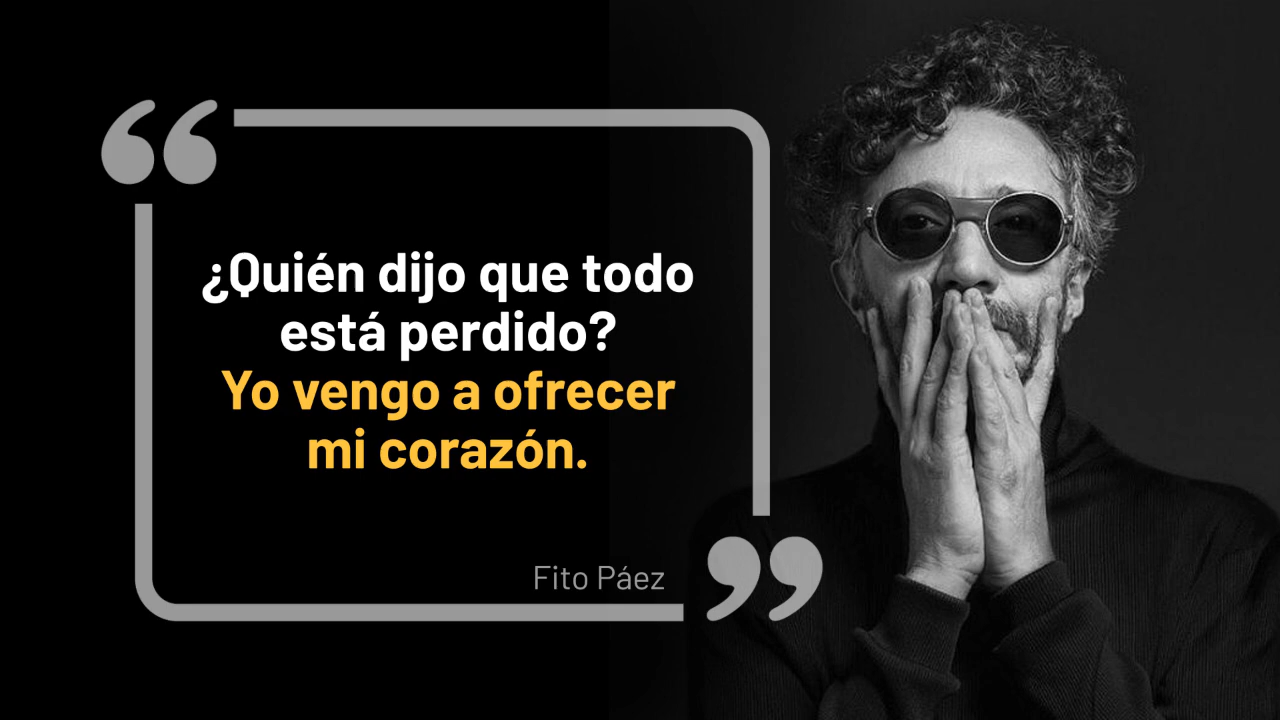 ¿Quién dijo que todo
está perdido?
Yo vengo a ofrecer
mi corazón.
Fito Páez